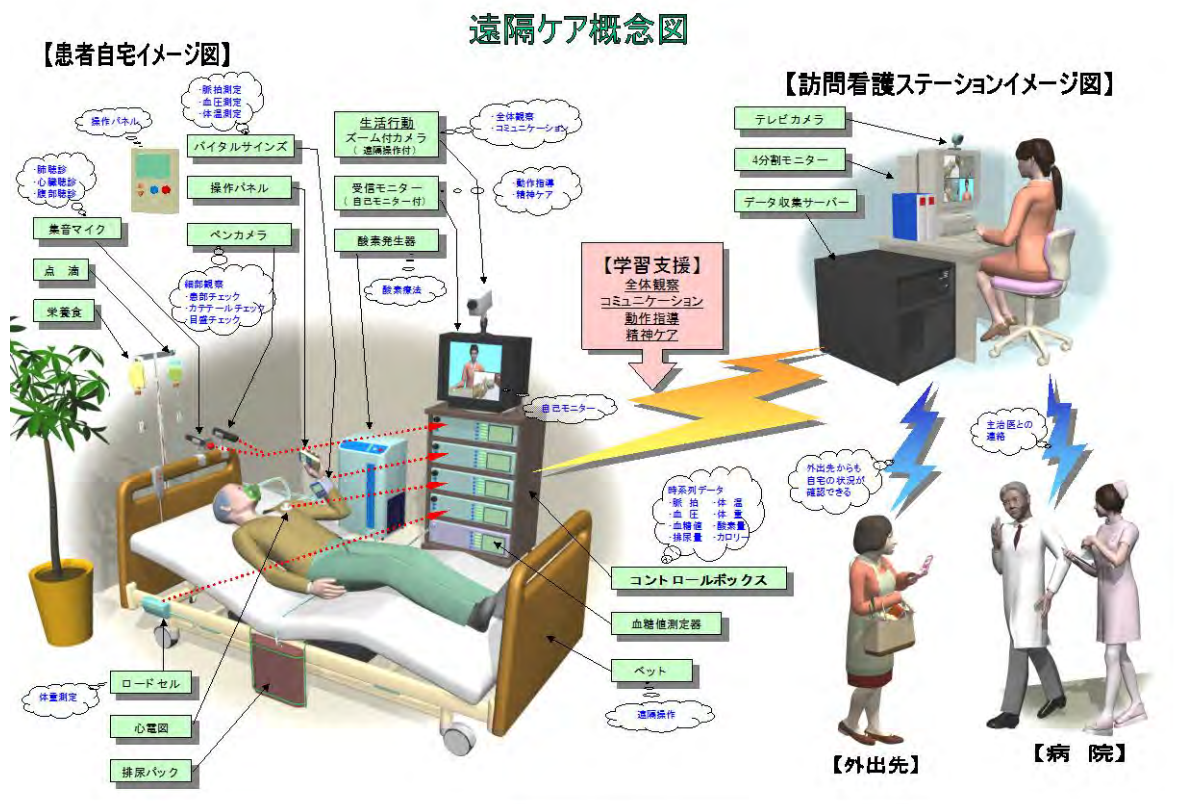 遠隔ケア概念図
【患者自宅イメージ図】
・脈拍測定
・血圧測定
・体温測定
操作パネル
バイタルサインズ
・肺聴診
・心臓聴診
・腹部聴診
操作パネル
集音マイク
ペンカメラ
点 滴
細部観察
・患部チェック
・カテテールチェック
・目盛チェック
栄養食
生活行動
ズーム付カメラ
( 遠隔操作付 )
・全体観察
・コミュニケーション
受信モニター
( 自己モニター付 )
・動作指導
・精神ケア
酸素発生器
酸素療法
【学習支援】
全体観察
コミュニケーション
動作指導
精神ケア
【訪問看護ステーションイメージ図】
テレビカメラ
4分割モニター
データ収集サーバー
自己モニター
時系列データ
・脈 拍 ・体 温
・血 圧 ・体 重
・血糖値 ・酸素量
・排尿量 ・カロリー
コントロールボックス
血糖値測定器
ベット
遠隔操作
ロードセル
体重測定
心電図
排尿パック
外出先からも
自宅の状況が
確認できる
主治医との
連絡
【外出先】
【病 院】